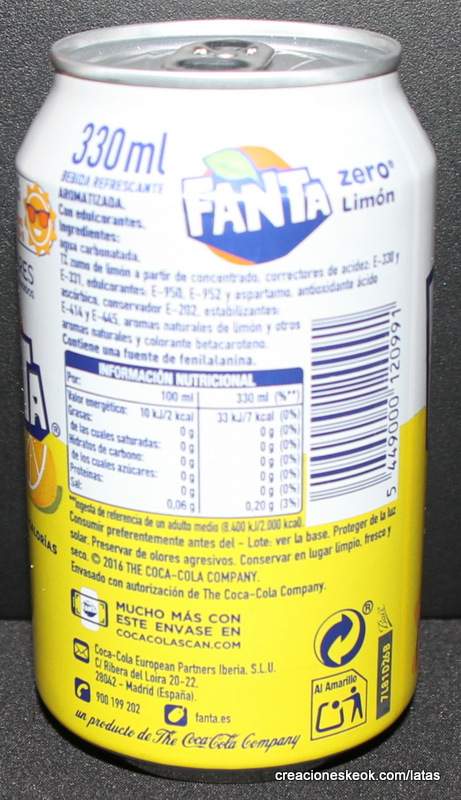 330ml
BEBIDA REFRESCANTE
AROMATIZADA.
Con edulcorantes.
Ingredientes:
agua carbonatada,
7% zumo de limón a partir de concentrado, correctores de acidez: E-330 y
E-331, edulcorantes: E-950, E-952 y espartamo, antioxidante ácido
ascórbico, conservador E-202, estabilizantes:
E-414 y E-445, aromas naturales de limón y otros
aromas naturales y colorante betacaroteno.
Contiene una fuente de fenilalanina.
FANTA
zero®
Limón
INFORMACIÓN NUTRICIONAL
Por: 100 ml 330 ml (%**)
Valor energético: 10 kJ/2 kcal 33 kJ/7 kcal (0%)
Grasas: 0 g 0 g (0%)
de las cuales saturadas: 0 g 0 g (0%)
Hidratos de carbono: 0 g 0 g (0%)
de los cuales azúcares: 0 g 0 g (0%)
Proteínas: 0 g 0 g (0%)
Sal: 0,06 g 0,20 g (3%)
5 449000 120991
**Ingesta de referencia de un adulto medio (8.400 kJ/2.000 kcal).
Consumir preferentemente antes del - Lote: ver la base. Proteger de la luz
solar. Preservar de olores agresivos. Conservar en lugar limpio, fresco y
seco. © 2016 THE COCA-COLA COMPANY.
Envasado con autorización de The Coca-Cola Company.
MUCHO MÁS CON
ESTE ENVASE EN
COCACOLASCAN.COM
Coca-Cola European Partners Iberia, S.L.U.
C/ Ribera del Loira 20-22.
28042 - Madrid (España).
900 199 202
fanta.es
un producto de The Coca-Cola Company
®
Al Amarillo
7L81D26B
creacioneskeok.com/latas